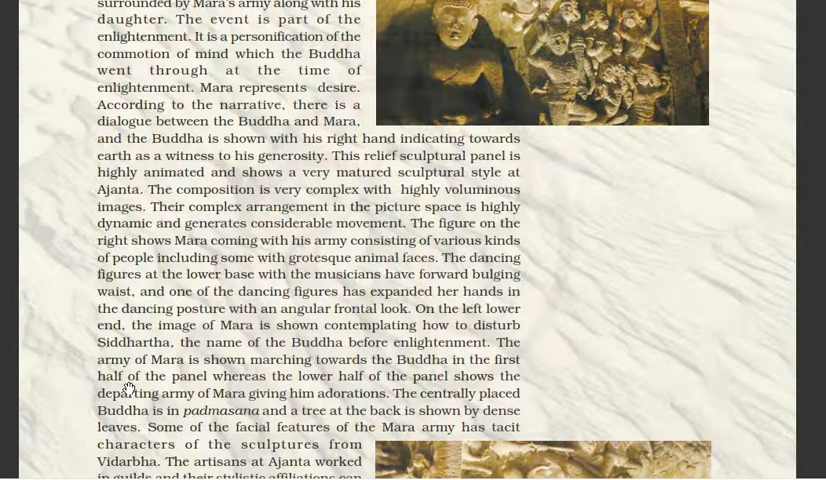 surrounded by Mara's army along with his
daughter. The event is part of the
enlightenment. It is a personification of the
commotion of mind which the Buddha
went through at the time of
enlightenment. Mara represents desire.
According to the narrative, there is a
dialogue between the Buddha and Mara,
and the Buddha is shown with his right hand indicating towards
earth as a witness to his generosity. This relief sculptural panel is
highly animated and shows a very matured sculptural style at
Ajanta. The composition is very complex with highly voluminous
images. Their complex arrangement in the picture space is highly
dynamic and generates considerable movement. The figure on the
right shows Mara coming with his army consisting of various kinds
of people including some with grotesque animal faces. The dancing
figures at the lower base with the musicians have forward bulging
waist, and one of the dancing figures has expanded her hands in
the dancing posture with an angular frontal look. On the left lower
end, the image of Mara is shown contemplating how to disturb
Siddhartha, the name of the Buddha before enlightenment. The
army of Mara is shown marching towards the Buddha in the first
half of the panel whereas the lower half of the panel shows the
departing army of Mara giving him adorations. The centrally placed
Buddha is in padmasana and a tree at the back is shown by dense
leaves. Some of the facial features of the Mara army has tacit
characters of the sculptures from
Vidarbha. The artisans at Ajanta worked
in guilds and their stylistic affiliations can